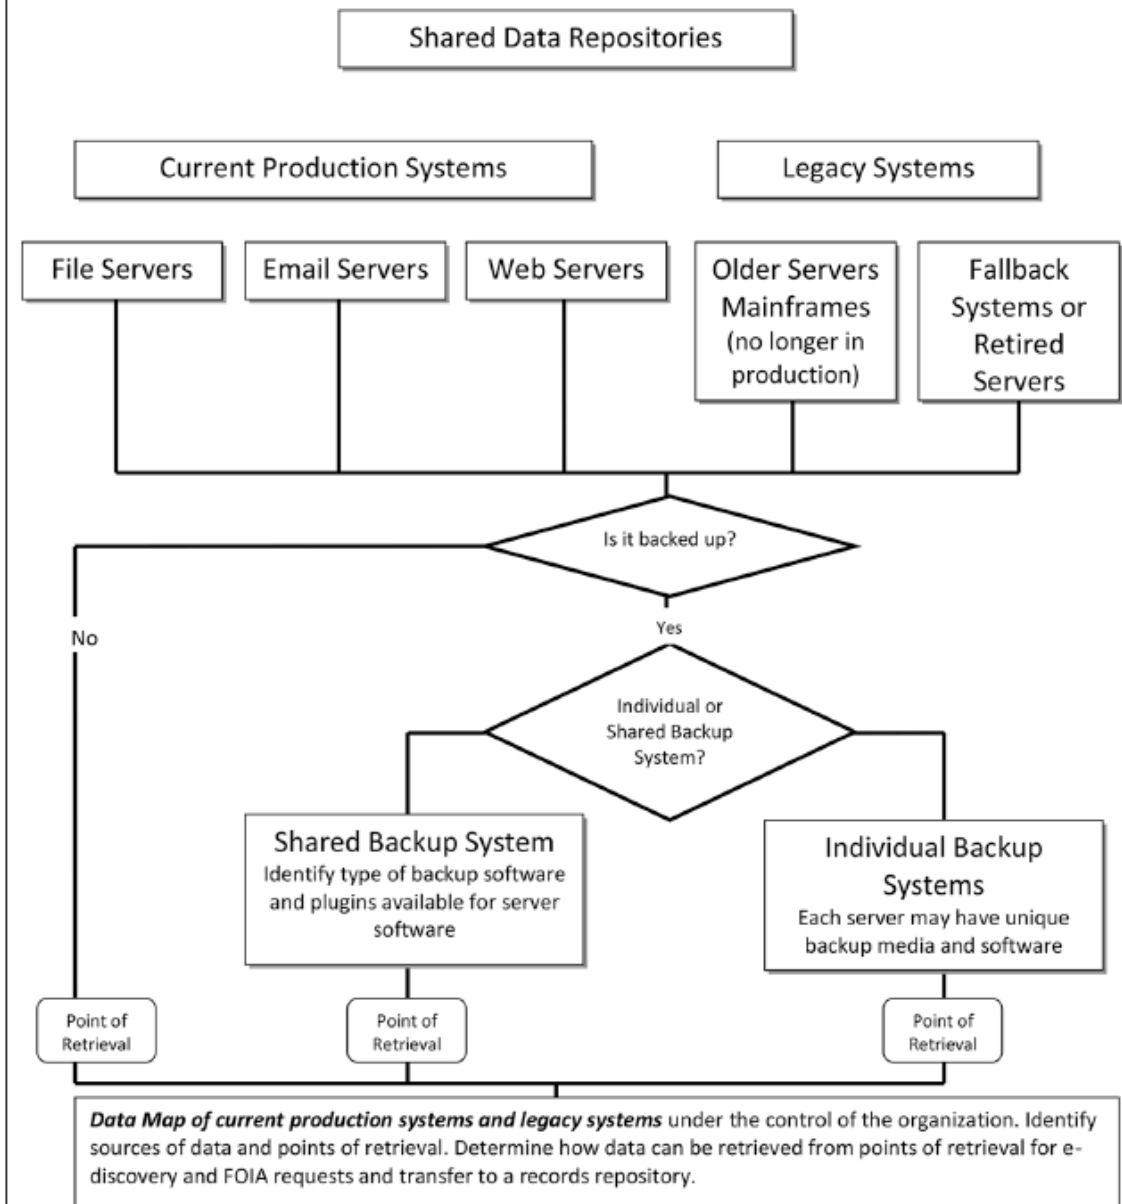 Shared Data Repositories
Current Production Systems
Legacy Systems
File Servers
Email Servers
Web Servers
Older Servers
Mainframes
(no longer in
production)
Fallback
Systems or
Retired
Servers
Is it backed up?
No
Yes
Individual or
Shared Backup
System?
Shared Backup System
Identify type of backup software
and plugins available for server
software
Individual Backup
Systems
Each server may have unique
backup media and software
Point of
Retrieval
Point of
Retrieval
Point of
Retrieval
Data Map of current production systems and legacy systems under the control of the organization. Identify
sources of data and points of retrieval. Determine how data can be retrieved from points of retrieval for e-
discovery and FOIA requests and transfer to a records repository.